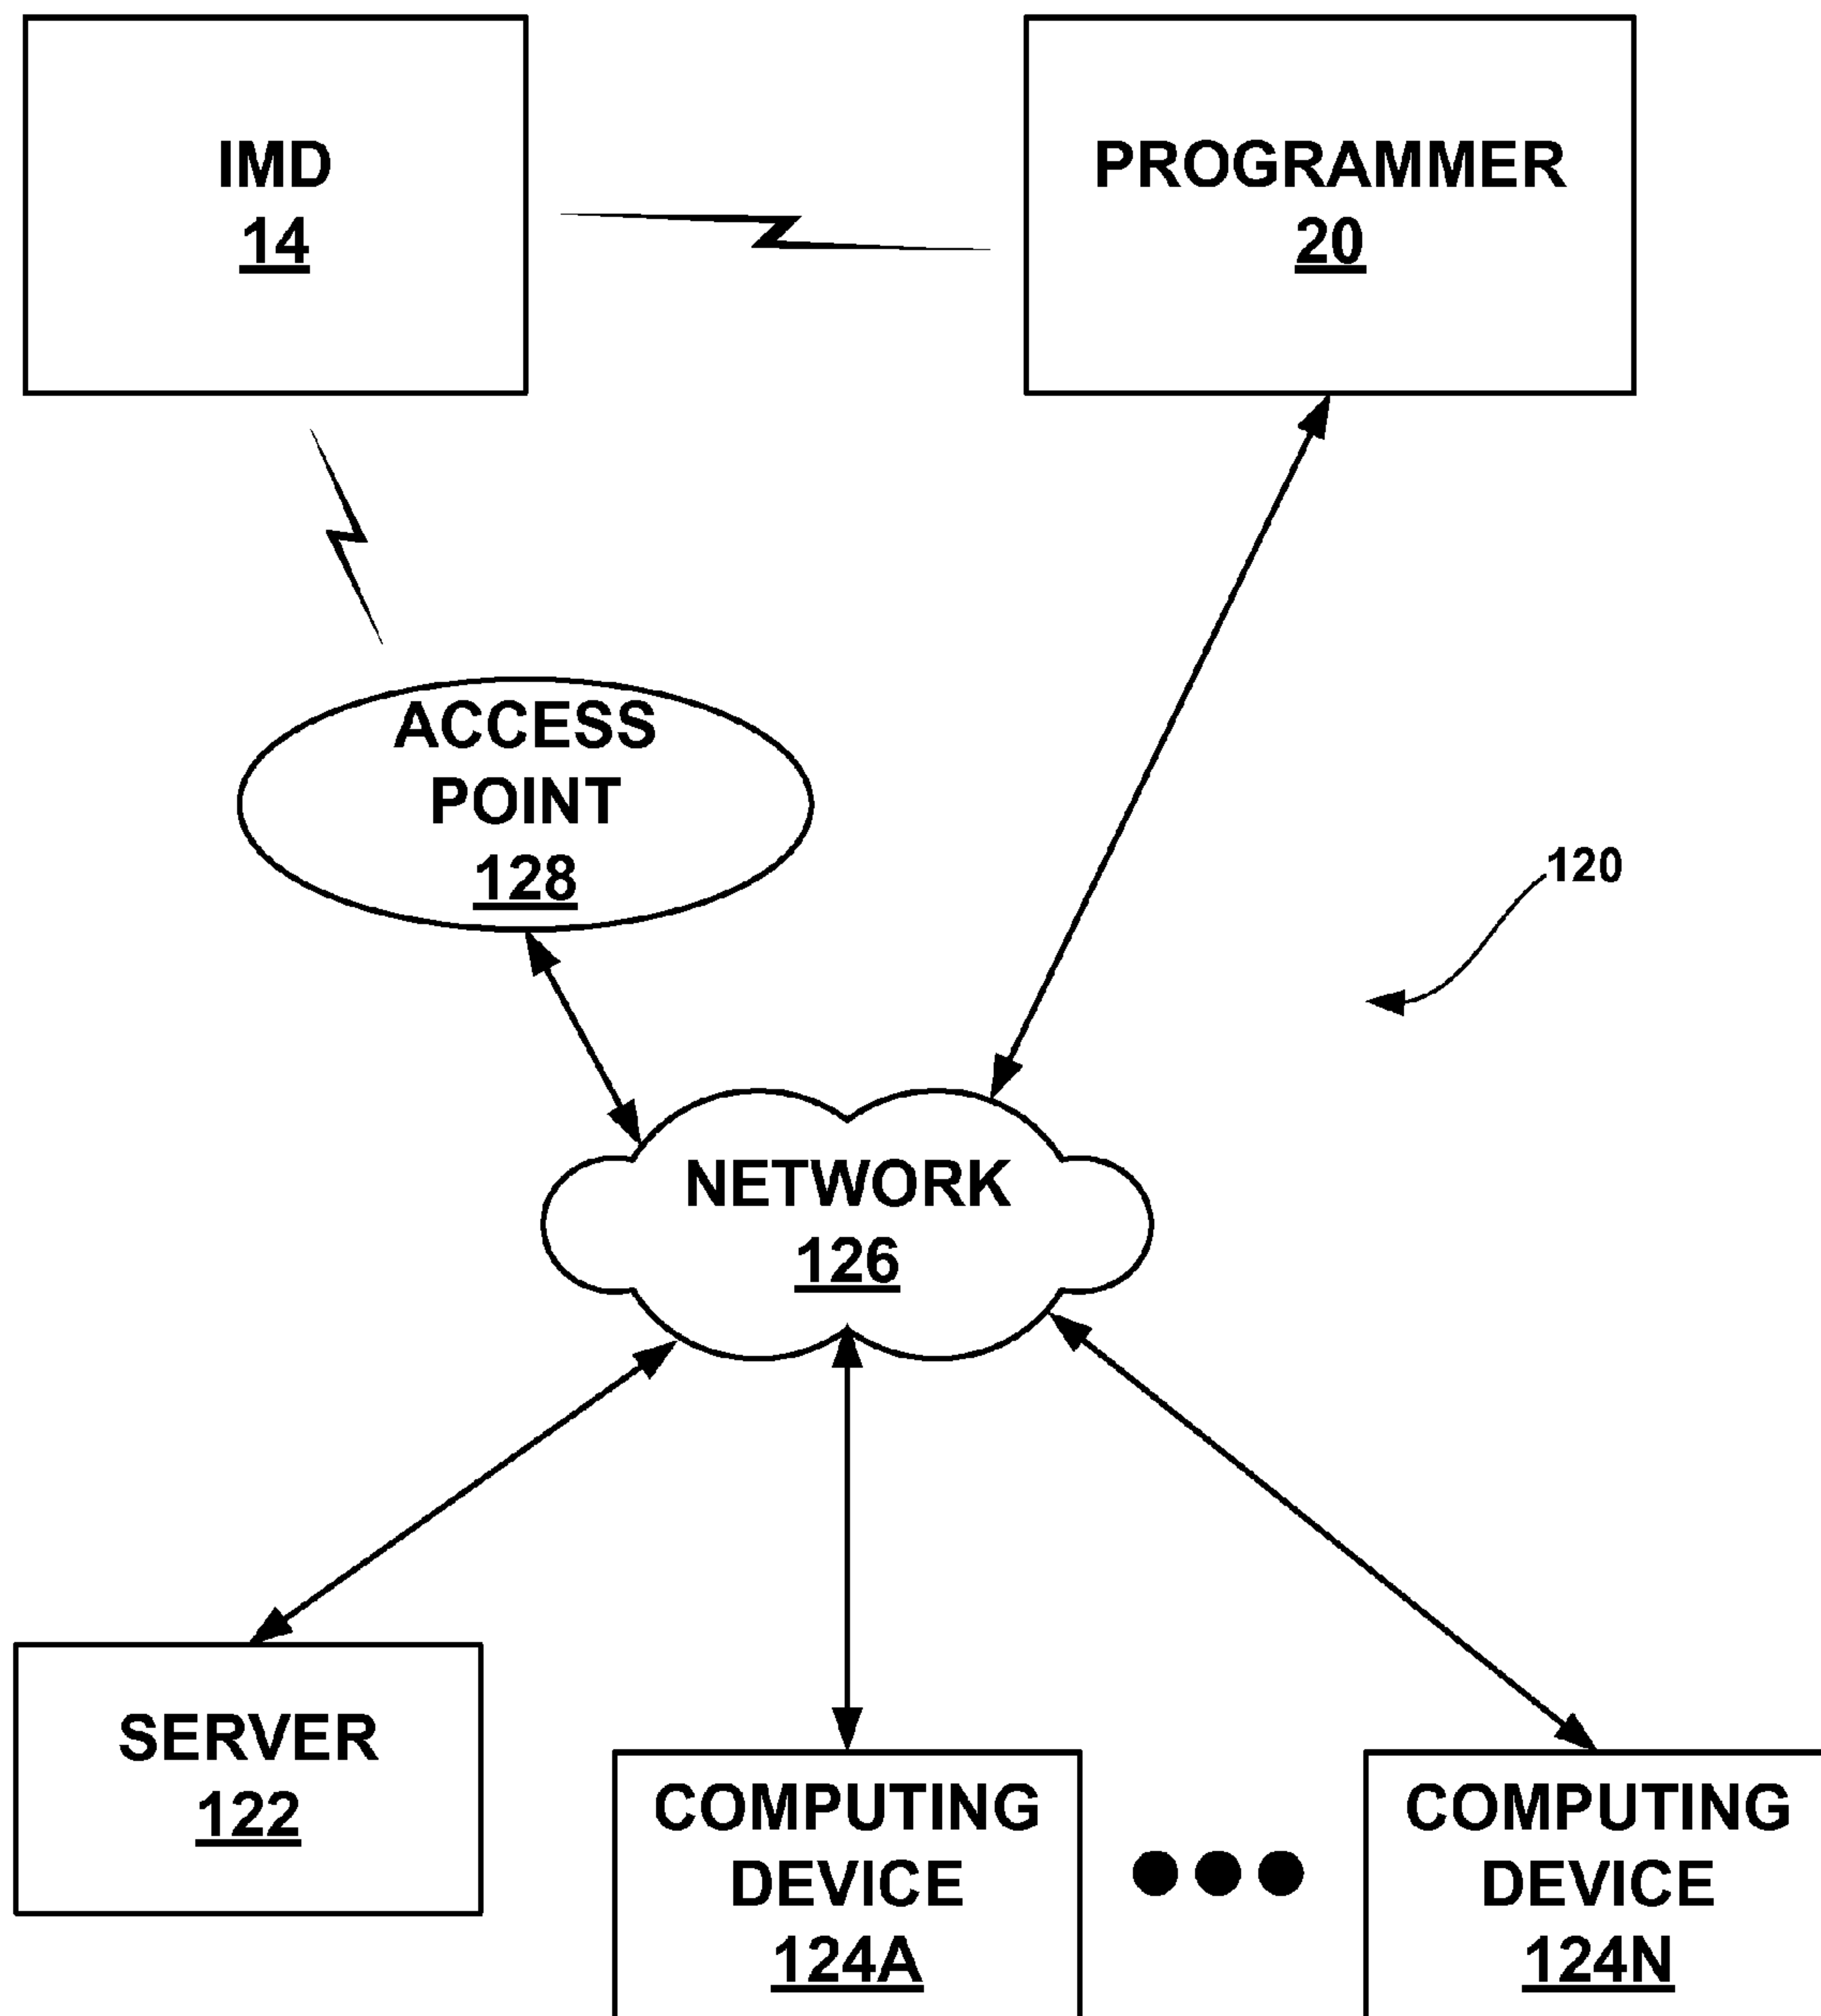 IMD
14
PROGRAMMER
20
ACCESS
POINT
128
120
NETWORK
126
SERVER
122
COMPUTING
DEVICE
124A
COMPUTING
DEVICE
124N